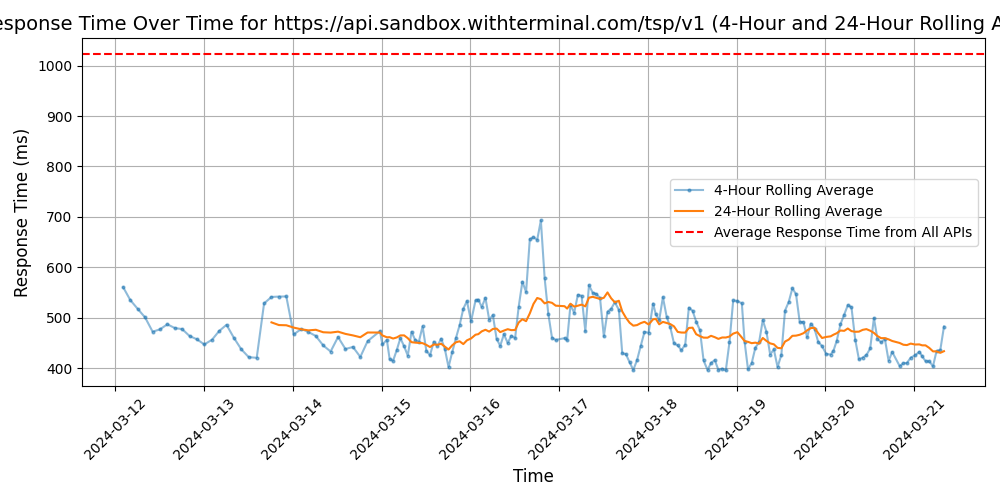 esponse Time Over Time for https://api.sandbox.withterminal.com/tsp/v1 (4-Hour and 24-Hour Rolling A
Response Time (ms)
1000
900
800
700
600
500
400
4-Hour Rolling Average
24-Hour Rolling Average
Average Response Time from All APIs
2024-03-12
2024-03-13
2024-03-14
2024-03-15
2024-03-16
2024-03-17
2024-03-18
2024-03-19
2024-03-20
2024-03-21
Time